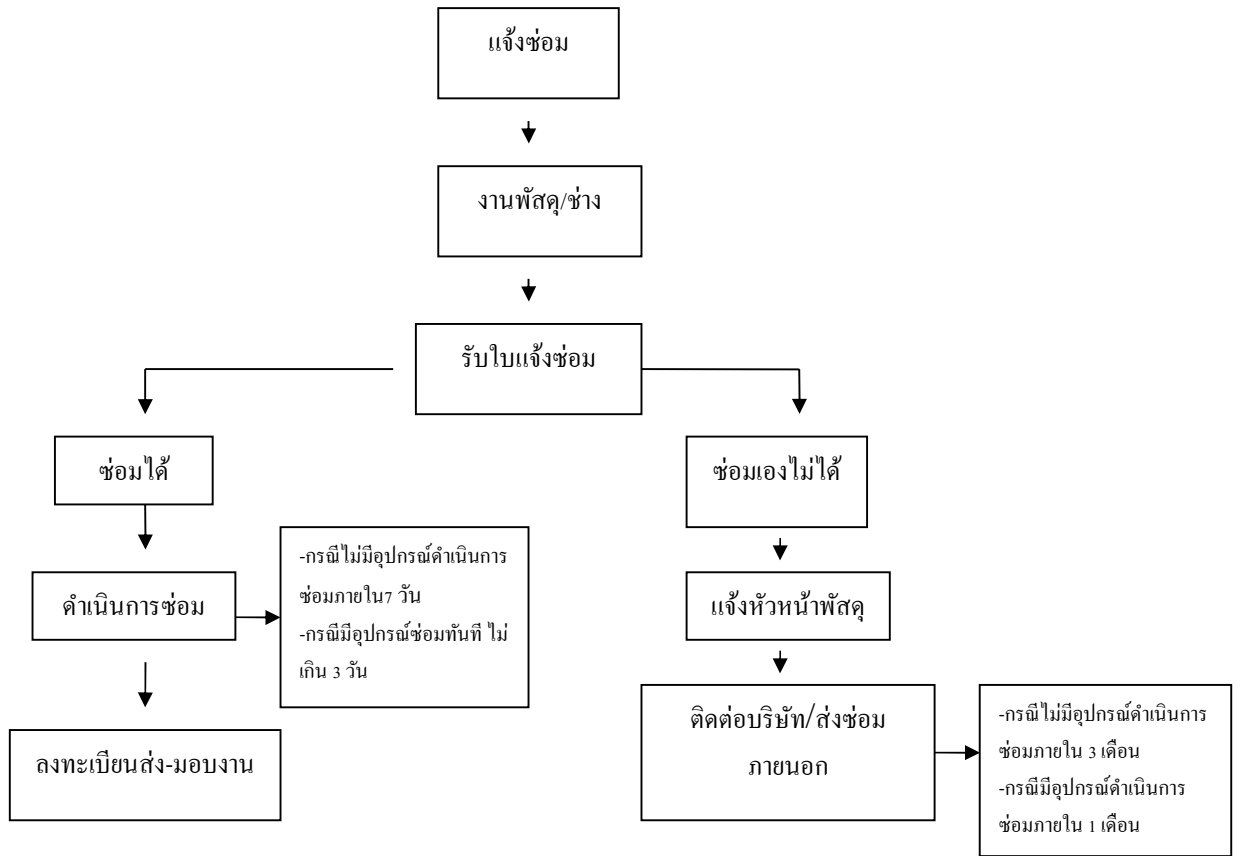 แจ้งซ่อม
งานพัสดุ/ช่าง
รับใบแจ้งซ่อม
ซ่อมได้
ซ่อมเองไม่ได้
-กรณีไม่มีอุปกรณ์ดำเนินการ
ซ่อมภายใน7 วัน
-กรณีมีอุปกรณ์ซ่อมทันที ไม่
เกิน 3 วัน
ดำเนินการซ่อม
แจ้งหัวหน้าพัสดุ
ลงทะเบียนส่ง-มอบงาน
ติดต่อบริษัท/ส่งซ่อม
ภายนอก
-กรณีไม่มีอุปกรณ์ดำเนินการ
ซ่อมภายใน 3 เดือน
-กรณีมีอุปกรณ์ดำเนินการ
ซ่อมภายใน 1 เดือน